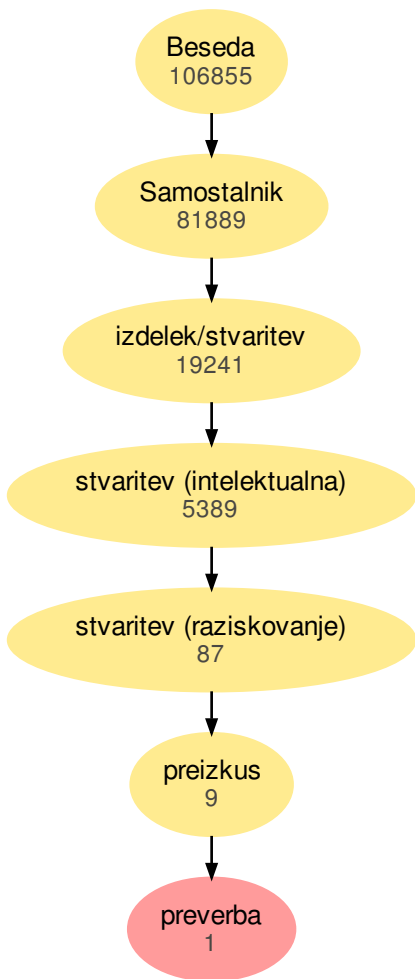 Beseda
106855
Samostalnik
81889
izdelek/stvaritev
19241
stvaritev (intelektualna)
5389
stvaritev (raziskovanje)
87
preizkus
9
preverba
1